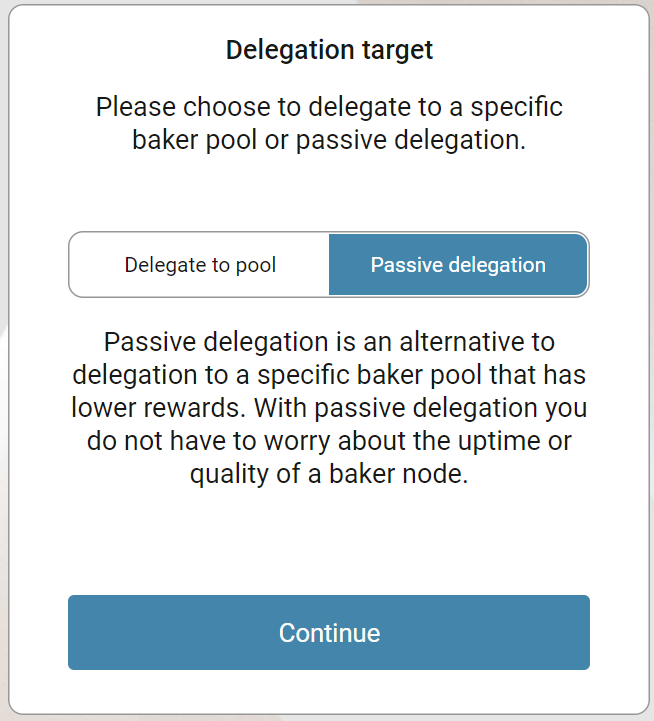 Delegation target
Please choose to delegate to a specific
baker pool or passive delegation.
Delegate to pool
Passive delegation
Passive delegation is an alternative to
delegation to a specific baker pool that has
lower rewards. With passive delegation you
do not have to worry about the uptime or
quality of a baker node.
Continue